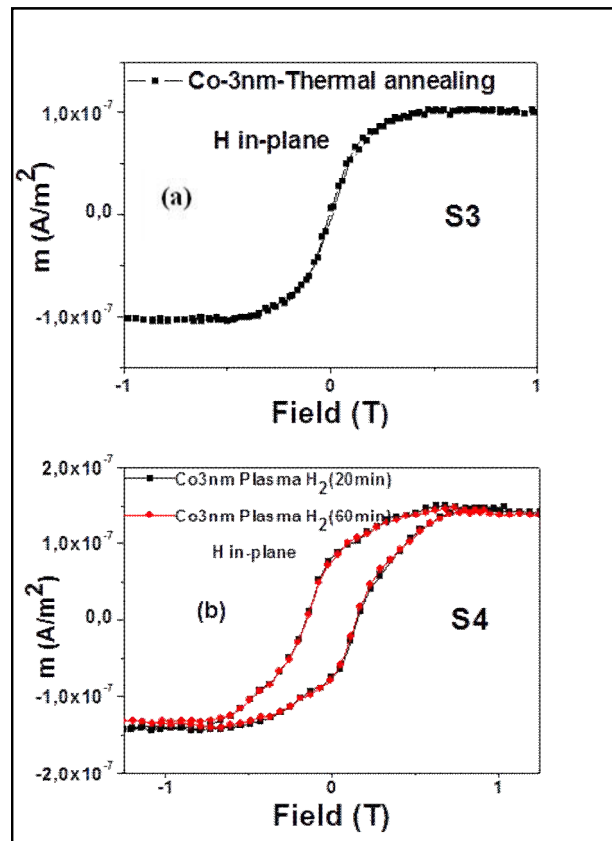 Co-3nm-Thermal annealing
H in-plane
(a)
S3
m (A/m²)
1,0x10⁻⁷
0,0
-1,0x10⁻⁷
-1
0
1
Field (T)
2,0x10⁻⁷
Co3nm Plasma H₂(20min)
Co3nm Plasma H₂(60min)
1,0x10⁻⁷
H in-plane
(b)
S4
m (A/m²)
0,0
-1,0x10⁻⁷
-2,0x10⁻⁷
-1
0
1
Field (T)